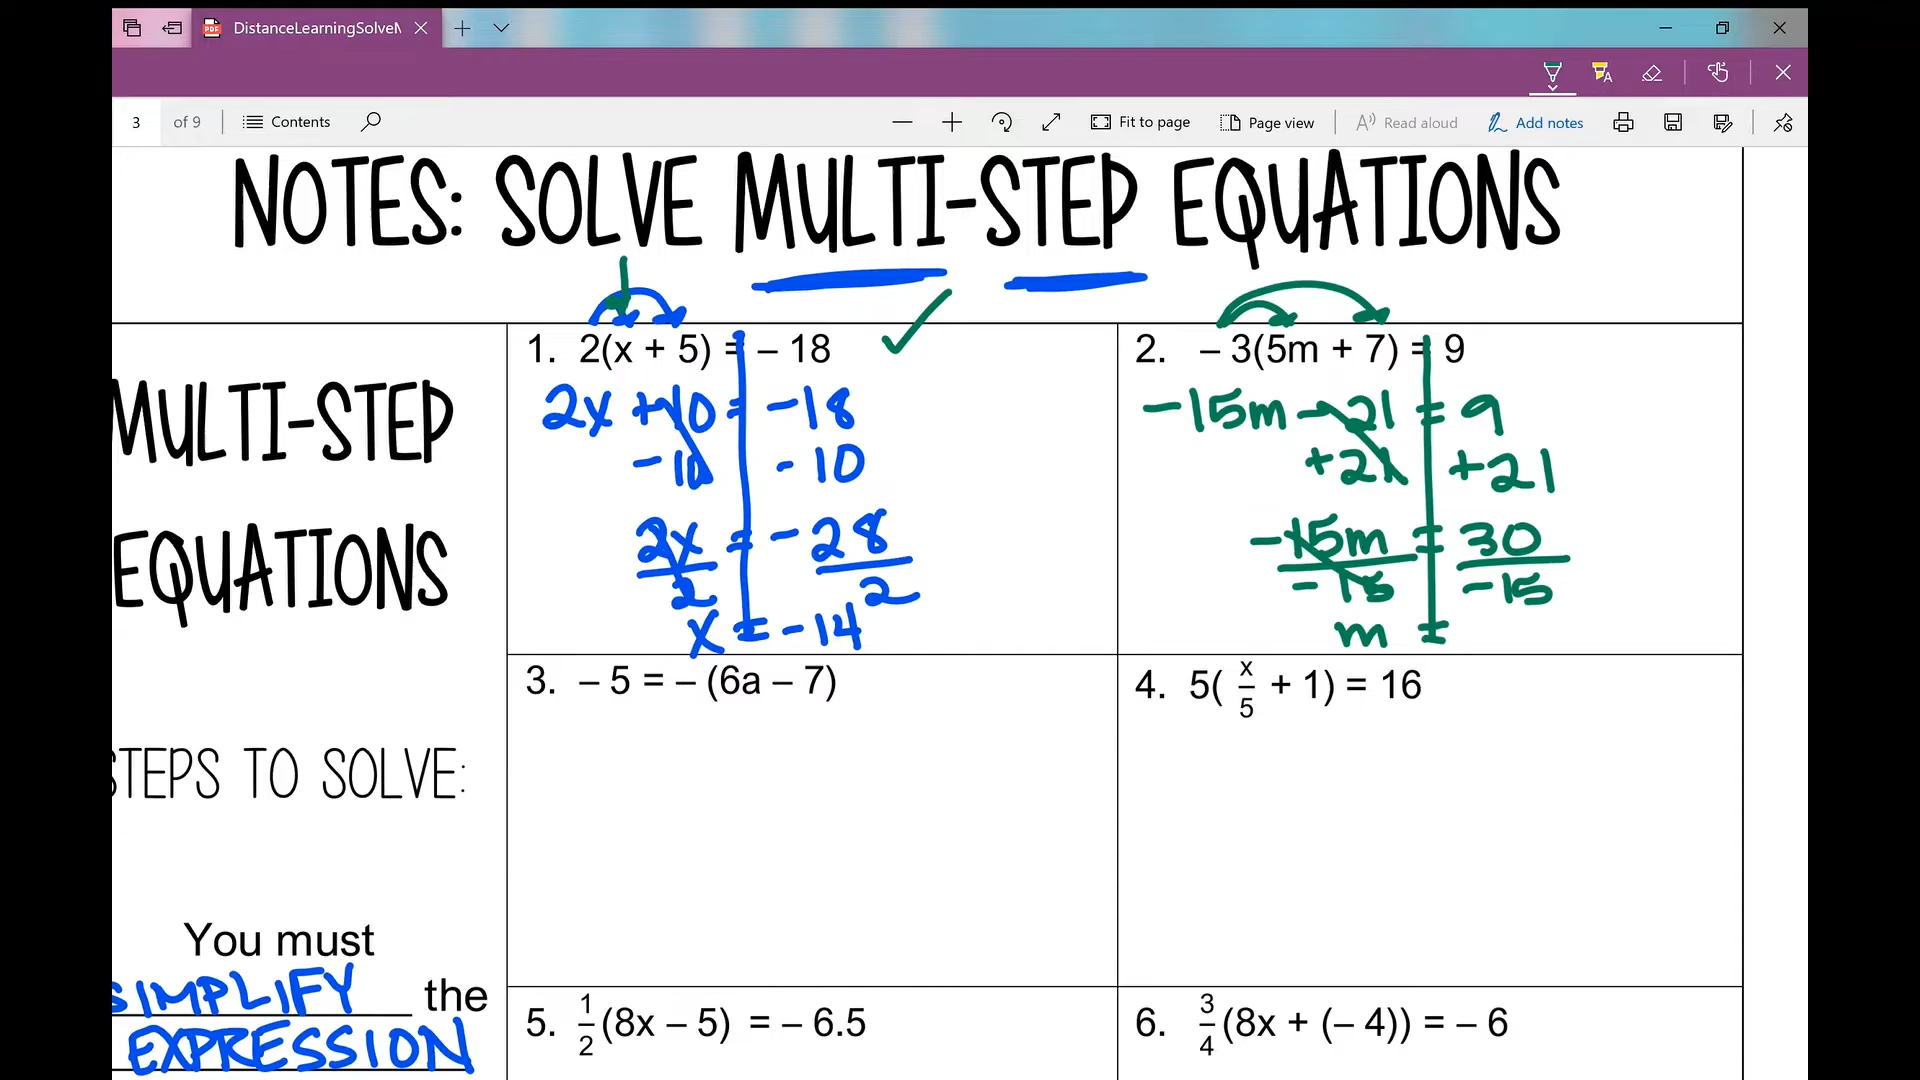 DistanceLearningSolveM
3 of 9 Contents Fit to page Page view Read aloud Add notes
NOTES: SOLVE MULTI-STEP EQUATIONS
MULTI-STEP
EQUATIONS
STEPS TO SOLVE:
You must
SIMPLIFY the
EXPRESSION
1. 2(x + 5) = – 18
2x + 10 = -18
-10 -10
2x = -28
2 2
x = -14
2. – 3(5m + 7) = 9
-15m - 21 = 9
+21 +21
-15m = 30
-15 -15
m =
3. – 5 = – (6a – 7)
4. 5( x/5 + 1) = 16
5. 1/2 (8x – 5) = – 6.5
6. 3/4 (8x + (– 4)) = – 6